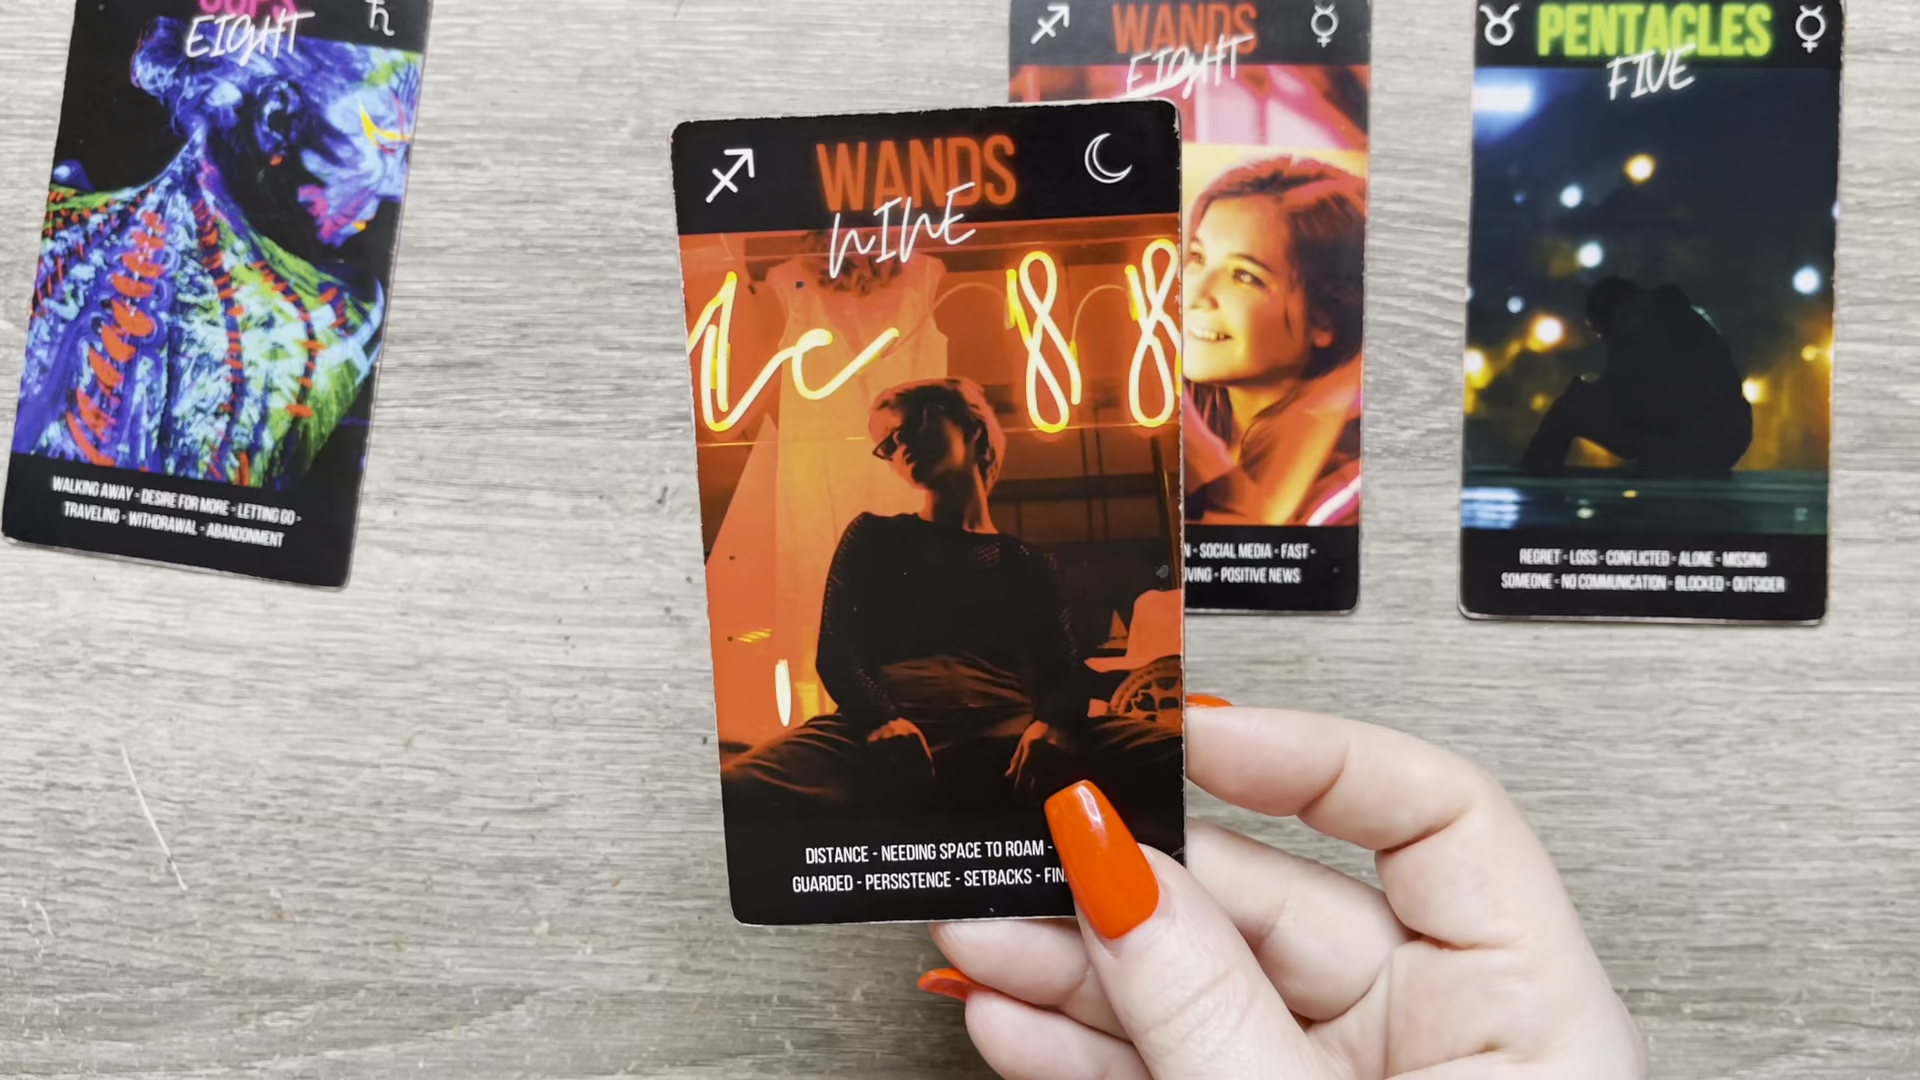 CUPS
EIGHT
WALKING AWAY - DESIRE FOR MORE - LETTING GO -
TRAVELING - WITHDRAWAL - ABANDONMENT
WANDS
NINE
DISTANCE - NEEDING SPACE TO ROAM -
GUARDED - PERSISTENCE - SETBACKS -
WANDS
EIGHT
- SOCIAL MEDIA - FAST -
- POSITIVE NEWS
PENTACLES
FIVE
REGRET - LOSS - CONFLICTED - ALONE - MISSING
SOMEONE - NO COMMUNICATION - BLOCKED - OUTSIDER